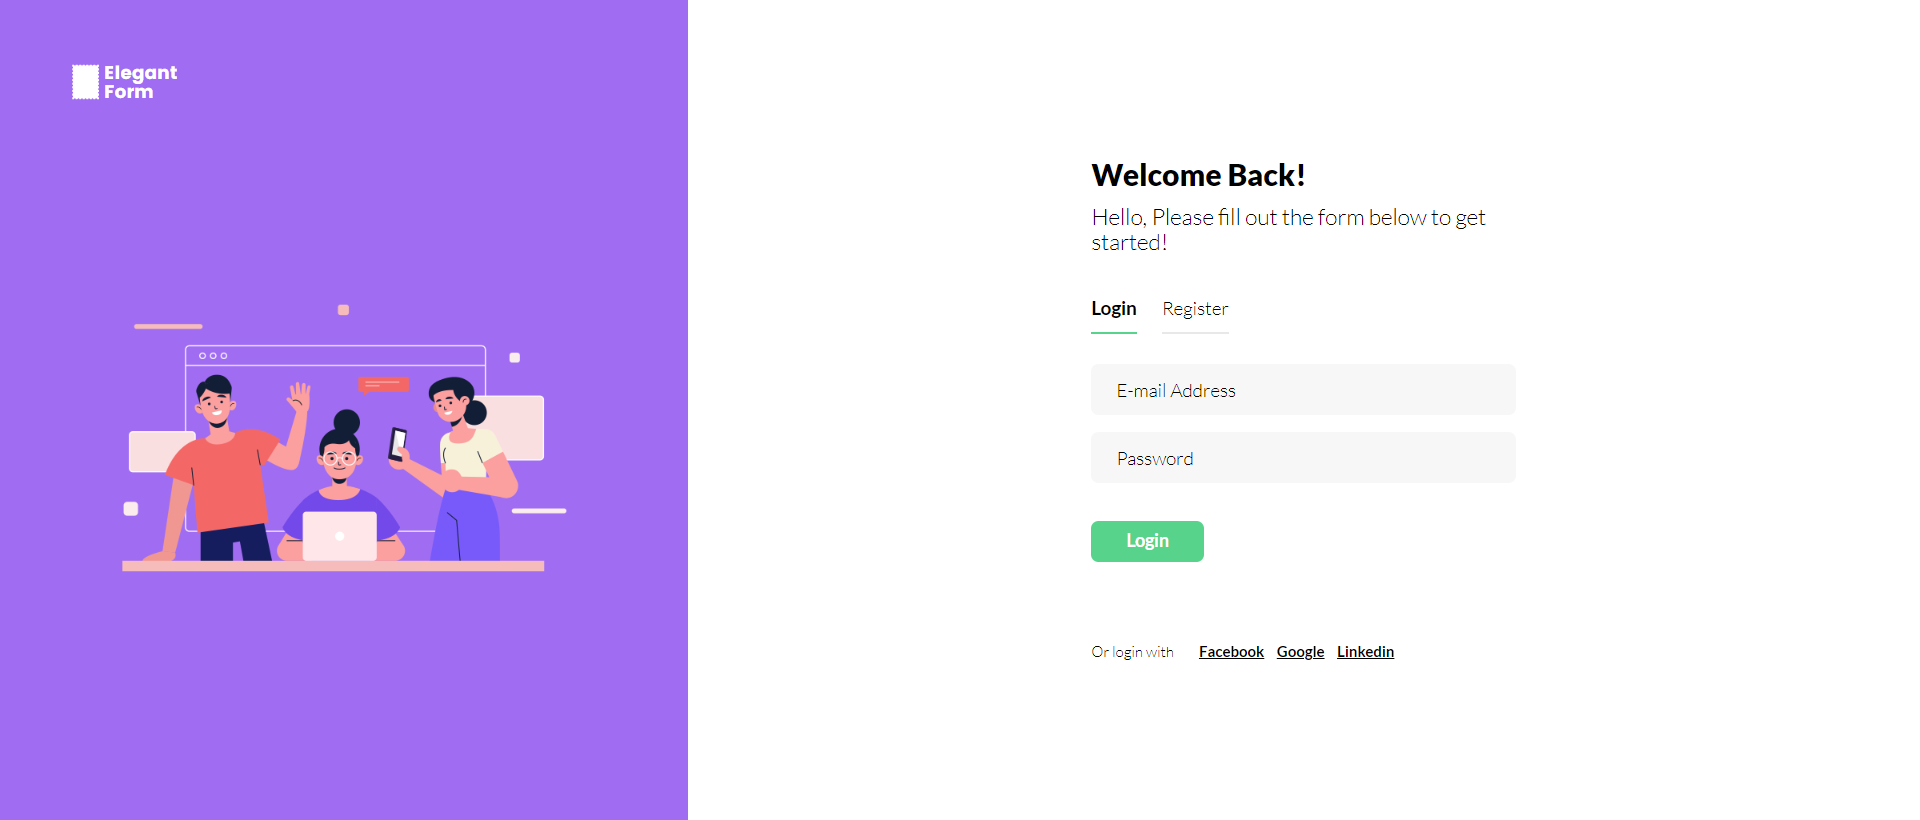 Elegant
Form
Welcome Back!
Hello, Please fill out the form below to get
started!
Login Register
E-mail Address
Password
Login
Or login with Facebook Google Linkedin